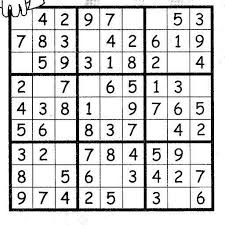 4 2 9 7 5 3
7 8 3 4 2 6 1 9
5 9 3 1 8 2 4
2 7 6 5 1 3
4 3 8 1 9 7 6 5
5 6 8 3 7 4 2
3 2 7 8 4 5 9
8 5 6 3 4 2 7
9 7 4 2 5 3 6